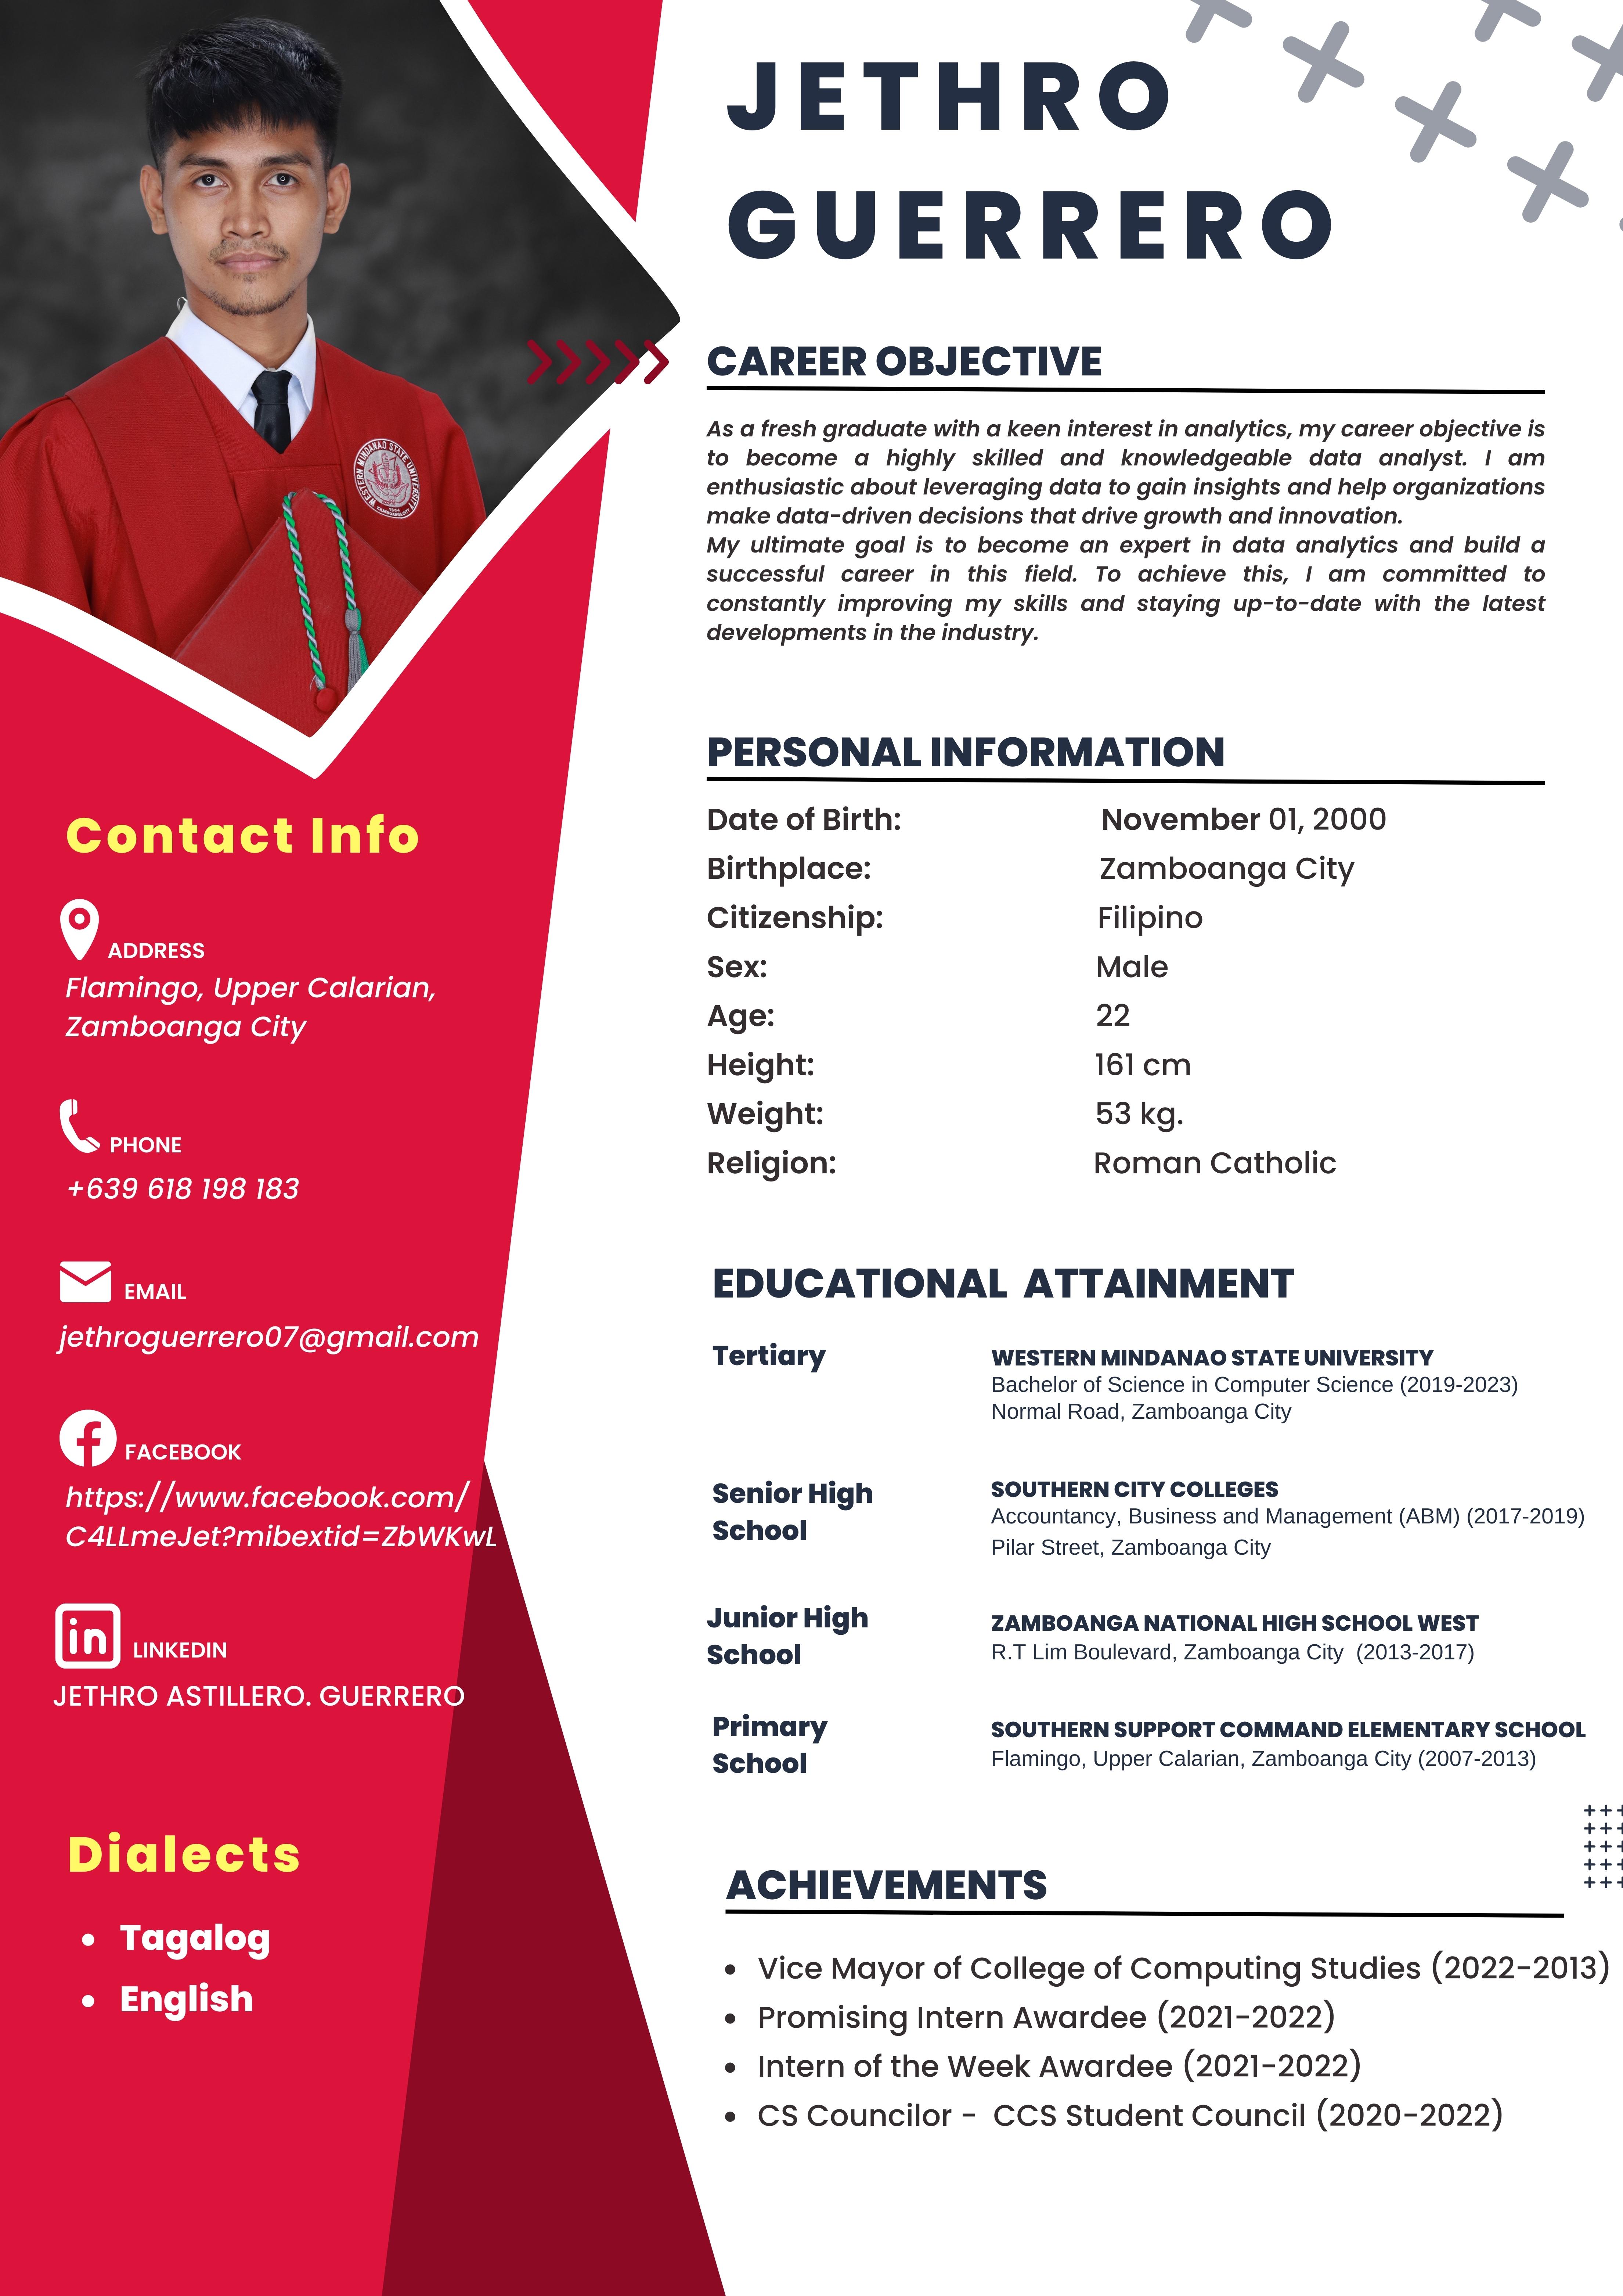 JETHRO
GUERRERO
CAREER OBJECTIVE
As a fresh graduate with a keen interest in analytics, my career objective is
to become a highly skilled and knowledgeable data analyst. I am
enthusiastic about leveraging data to gain insights and help organizations
make data-driven decisions that drive growth and innovation.
My ultimate goal is to become an expert in data analytics and build a
successful career in this field. To achieve this, I am committed to
constantly improving my skills and staying up-to-date with the latest
developments in the industry.
PERSONAL INFORMATION
Date of Birth: November 01, 2000
Birthplace: Zamboanga City
Citizenship: Filipino
Sex: Male
Age: 22
Height: 161 cm
Weight: 53 kg.
Religion: Roman Catholic
EDUCATIONAL ATTAINMENT
Tertiary
WESTERN MINDANAO STATE UNIVERSITY
Bachelor of Science in Computer Science (2019-2023)
Normal Road, Zamboanga City
Senior High
School
SOUTHERN CITY COLLEGES
Accountancy, Business and Management (ABM) (2017-2019)
Pilar Street, Zamboanga City
Junior High
School
ZAMBOANGA NATIONAL HIGH SCHOOL WEST
R.T Lim Boulevard, Zamboanga City (2013-2017)
Primary
School
SOUTHERN SUPPORT COMMAND ELEMENTARY SCHOOL
Flamingo, Upper Calarian, Zamboanga City (2007-2013)
ACHIEVEMENTS
• Vice Mayor of College of Computing Studies (2022-2013)
• Promising Intern Awardee (2021-2022)
• Intern of the Week Awardee (2021-2022)
• CS Councilor - CCS Student Council (2020-2022)
WESTERN MINDANAO STATE UNIVERSITY
Contact Info
ADDRESS
Flamingo, Upper Calarian,
Zamboanga City
PHONE
+639 618 198 183
EMAIL
jethroguerrero07@gmail.com
FACEBOOK
https://www.facebook.com/
C4LLmeJet?mibextid=ZbWKwL
in LINKEDIN
JETHRO ASTILLERO. GUERRERO
Dialects
• Tagalog
• English